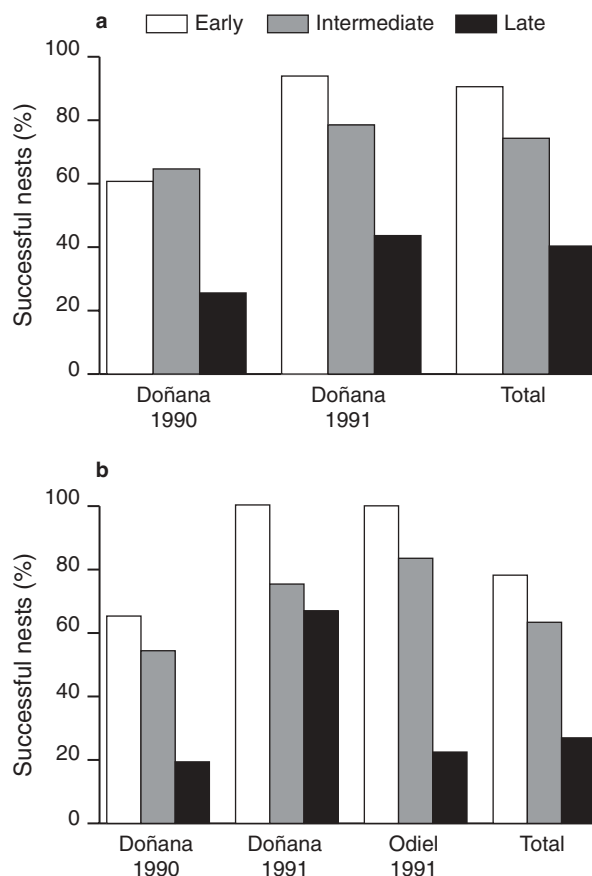 a Early Intermediate Late
100
80
60
40
20
0
Successful nests (%)
Doñana Doñana Total
1990 1991
b
100
80
60
40
20
0
Successful nests (%)
Doñana Doñana Odiel Total
1990 1991 1991